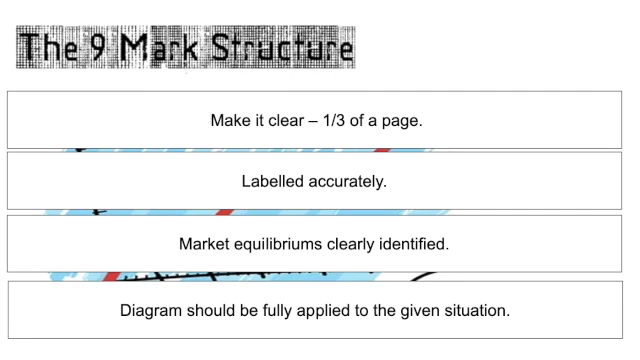 The 9 Mark Structure
Make it clear – 1/3 of a page.
Labelled accurately.
Market equilibriums clearly identified.
Diagram should be fully applied to the given situation.